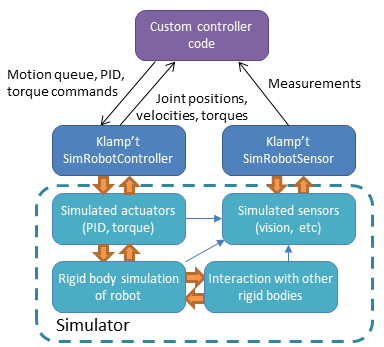 Custom controller
code
Motion queue, PID,
torque commands
Joint positions,
velocities, torques
Measurements
Klamp't
SimRobotController
Klamp't
SimRobotSensor
Simulated actuators
(PID, torque)
Simulated sensors
(vision,  etc)
Rigid body simulation
of robot
Interaction with other
rigid bodies
Simulator